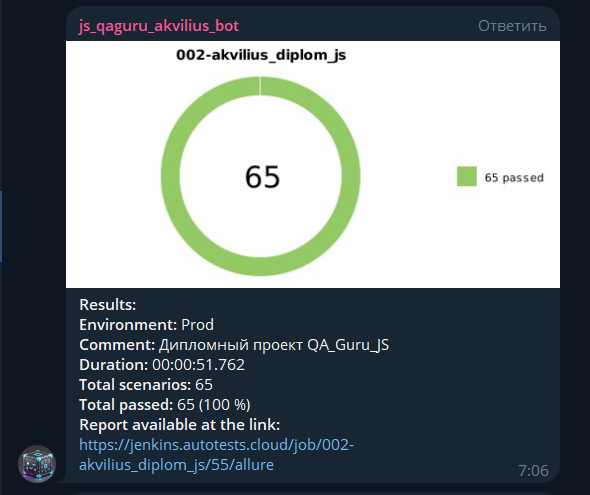 js_qaguru_akvilius_bot Ответить
002-akvilius_diplom_js
65
65 passed
Results:
Environment: Prod
Comment: Дипломный проект QA_Guru_JS
Duration: 00:00:51.762
Total scenarios: 65
Total passed: 65 (100 %)
Report available at the link:
https://jenkins.autotests.cloud/job/002-
akvilius_diplom_js/55/allure
7:06